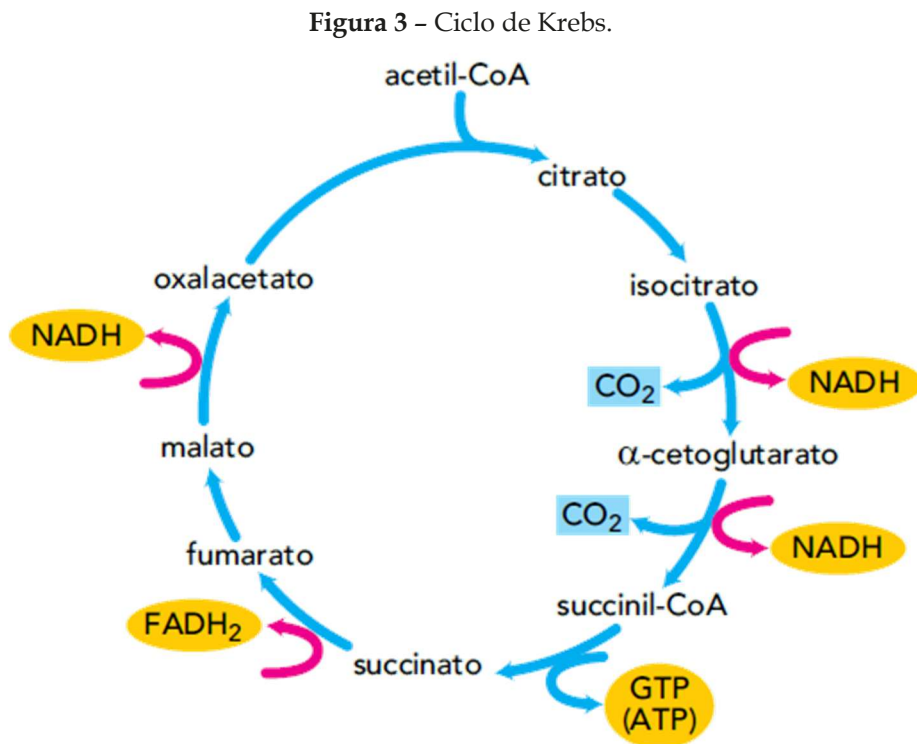 Figura 3 – Ciclo de Krebs.
acetil-CoA
citrato
oxalacetato
isocitrato
NADH
CO₂
NADH
malato
α-cetoglutarato
CO₂
NADH
fumarato
succinil-CoA
FADH₂
succinato
GTP
(ATP)